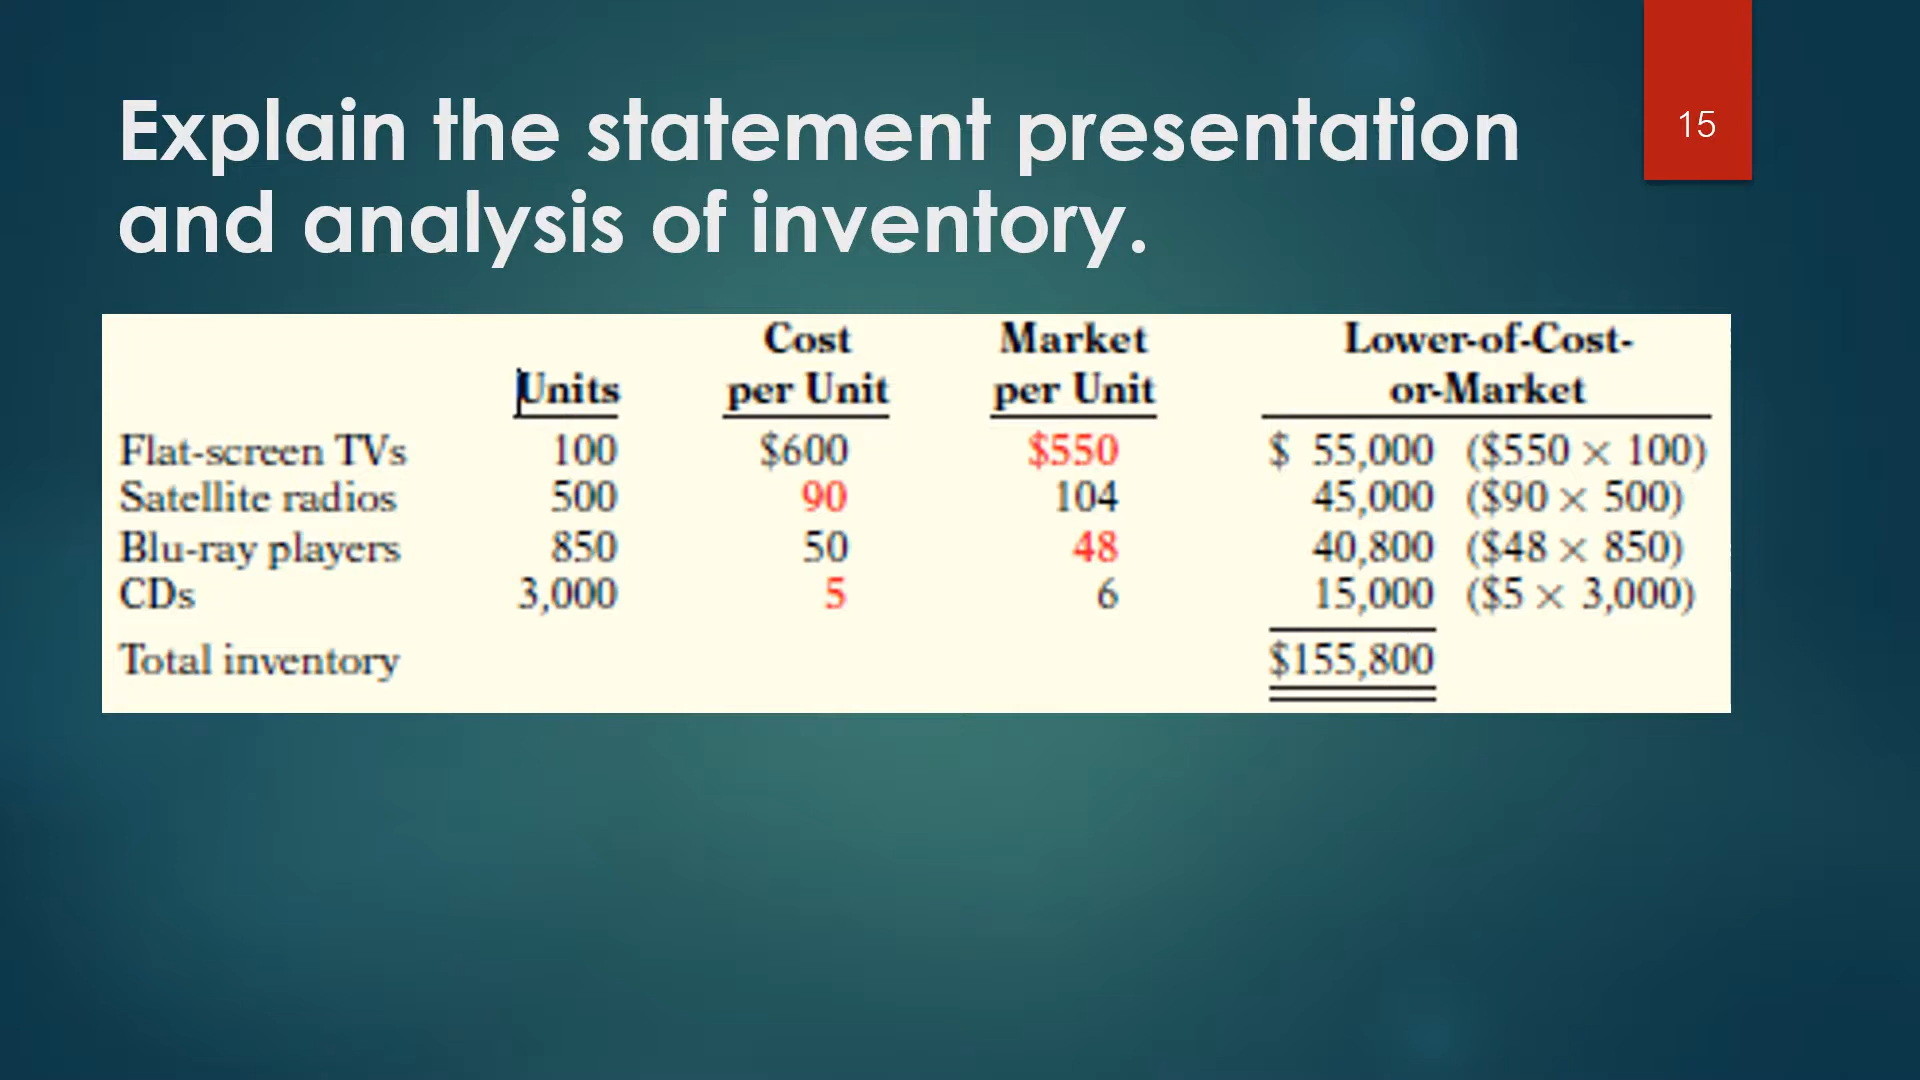 Explain the statement presentation
and analysis of inventory.
15
Cost Market Lower-of-Cost-
Units per Unit per Unit or-Market
Flat-screen TVs 100 $600 $550 $ 55,000 ($550 × 100)
Satellite radios 500 90 104 45,000 ($90 × 500)
Blu-ray players 850 50 48 40,800 ($48 × 850)
CDs 3,000 5 6 15,000 ($5 × 3,000)
Total inventory $155,800